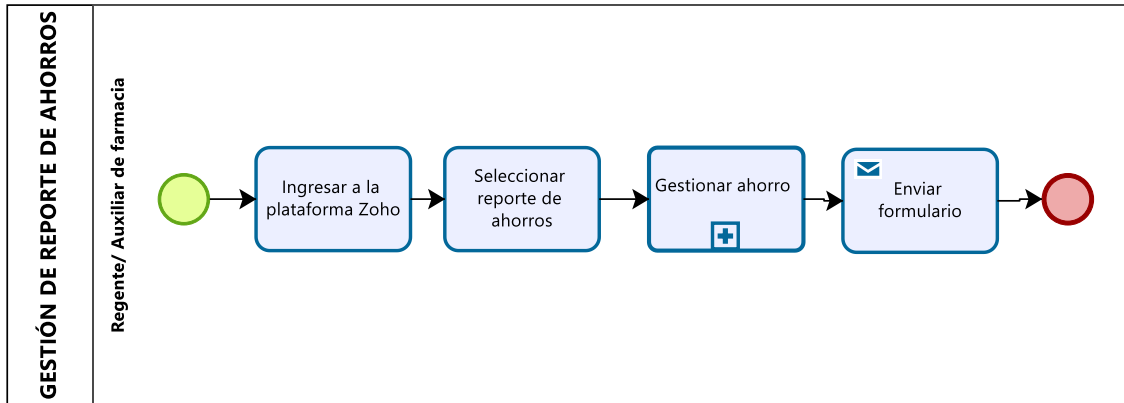 GESTIÓN DE REPORTE DE AHORROS
Regente/ Auxiliar de farmacia
Ingresar a la
plataforma Zoho
Seleccionar
reporte de
ahorros
Gestionar ahorro
Enviar
formulario